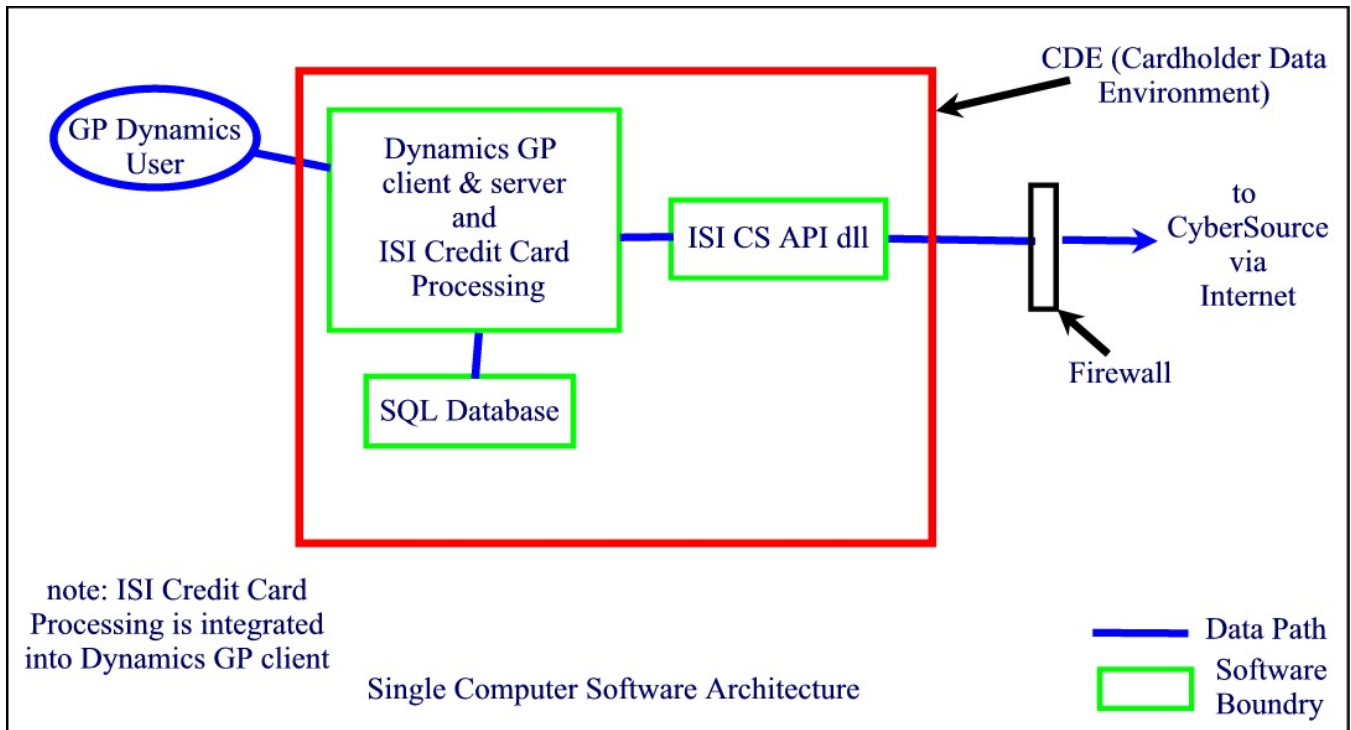 CDE (Cardholder Data
Environment)
GP Dynamics
User
Dynamics GP
client & server
and
ISI Credit Card
Processing
ISI CS API dll
to
CyberSource
via
Internet
Firewall
SQL Database
note: ISI Credit Card
Processing is integrated
into Dynamics GP client
Single Computer Software Architecture
Data Path
Software
Boundry